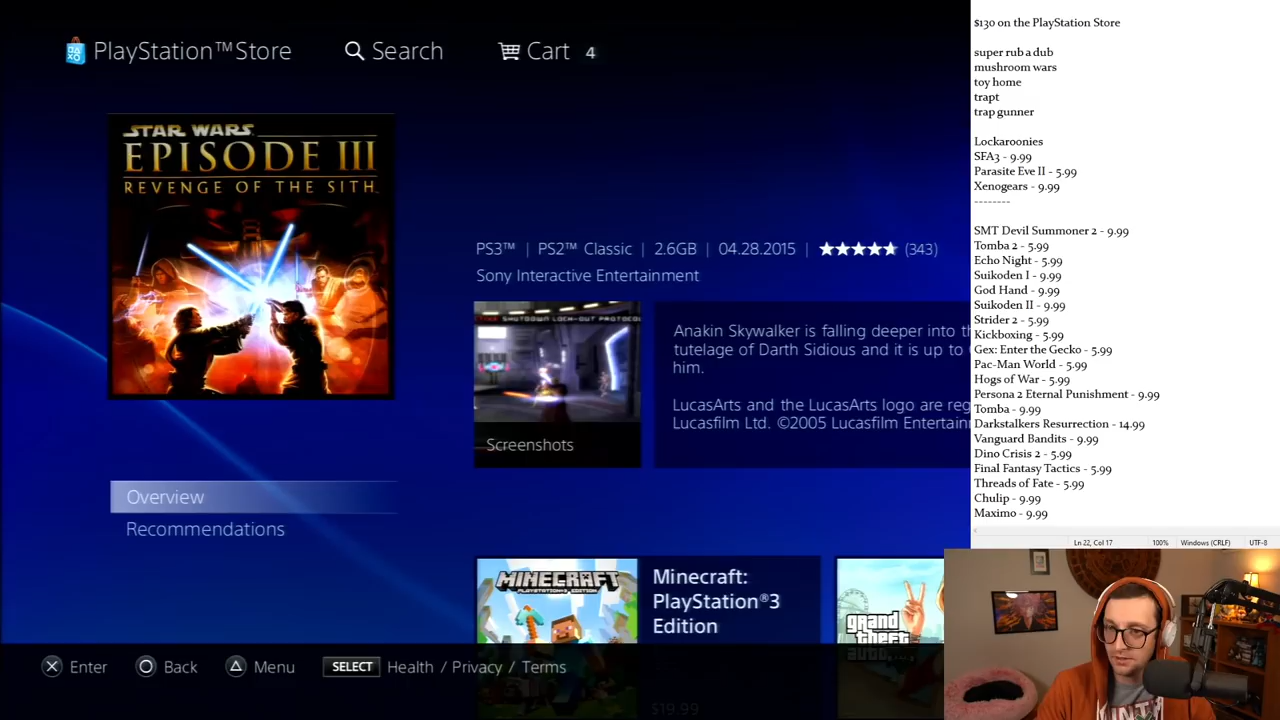 PlayStation™Store
Search
Cart 4
STAR WARS
EPISODE III
REVENGE OF THE SITH
PS3™ | PS2™ Classic | 2.6GB | 04.28.2015 | (343)
Sony Interactive Entertainment
SHUTDOWN LOCK-OUT PROTOCOL
Screenshots
Anakin Skywalker is falling deeper into th
tutelage of Darth Sidious and it is up to
him.
LucasArts and the LucasArts logo are reg
Lucasfilm Ltd. ©2005 Lucasfilm Entertain
Overview
Recommendations
MINECRAFT
Minecraft:
PlayStation®3
Edition
$19.99
grand
theft
Enter
Back
Menu
SELECT Health / Privacy / Terms
$130 on the PlayStation Store
super rub a dub
mushroom wars
toy home
trapt
trap gunner
Lockaroonies
SFA3 - 9.99
Parasite Eve II - 5.99
Xenogears - 9.99
--------
SMT Devil Summoner 2 - 9.99
Tomba 2 - 5.99
Echo Night - 5.99
Suikoden I - 9.99
God Hand - 9.99
Suikoden II - 9.99
Strider 2 - 5.99
Kickboxing - 5.99
Gex: Enter the Gecko - 5.99
Pac-Man World - 5.99
Hogs of War - 5.99
Persona 2 Eternal Punishment - 9.99
Tomba - 9.99
Darkstalkers Resurrection - 14.99
Vanguard Bandits - 9.99
Dino Crisis 2 - 5.99
Final Fantasy Tactics - 5.99
Threads of Fate - 5.99
Chulip - 9.99
Maximo - 9.99
Ln 22, Col 17
100%
Windows (CRLF)
UTF-8